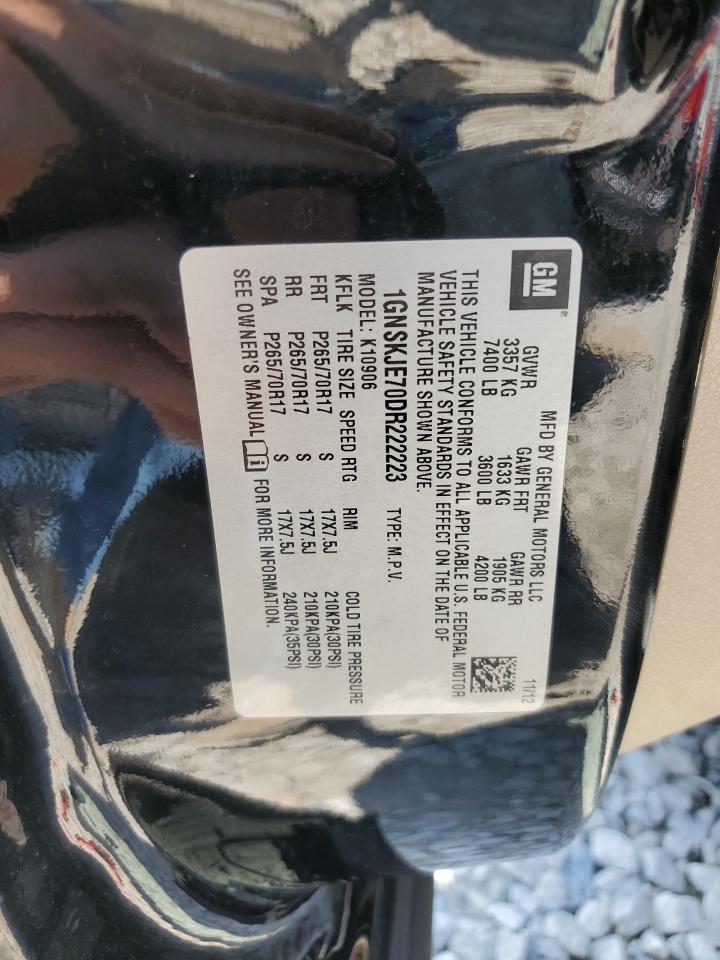 GM®
MFD BY GENERAL MOTORS LLC 11/12
GVWR GAWR FRT GAWR RR
3357 KG 1633 KG 1905 KG
7400 LB 3600 LB 4200 LB
THIS VEHICLE CONFORMS TO ALL APPLICABLE U.S. FEDERAL MOTOR
VEHICLE SAFETY STANDARDS IN EFFECT ON THE DATE OF
MANUFACTURE SHOWN ABOVE.
1GNSKJE70DR222223 TYPE: M.P.V.
MODEL: K10906
KFLK TIRE SIZE SPEED RTG RIM COLD TIRE PRESSURE
FRT P265/70R17 S 17X7.5J 210KPA(30PSI)
RR P265/70R17 S 17X7.5J 210KPA(30PSI)
SPA P265/70R17 S 17X7.5J 240KPA(35PSI)
SEE OWNER'S MANUAL FOR MORE INFORMATION.